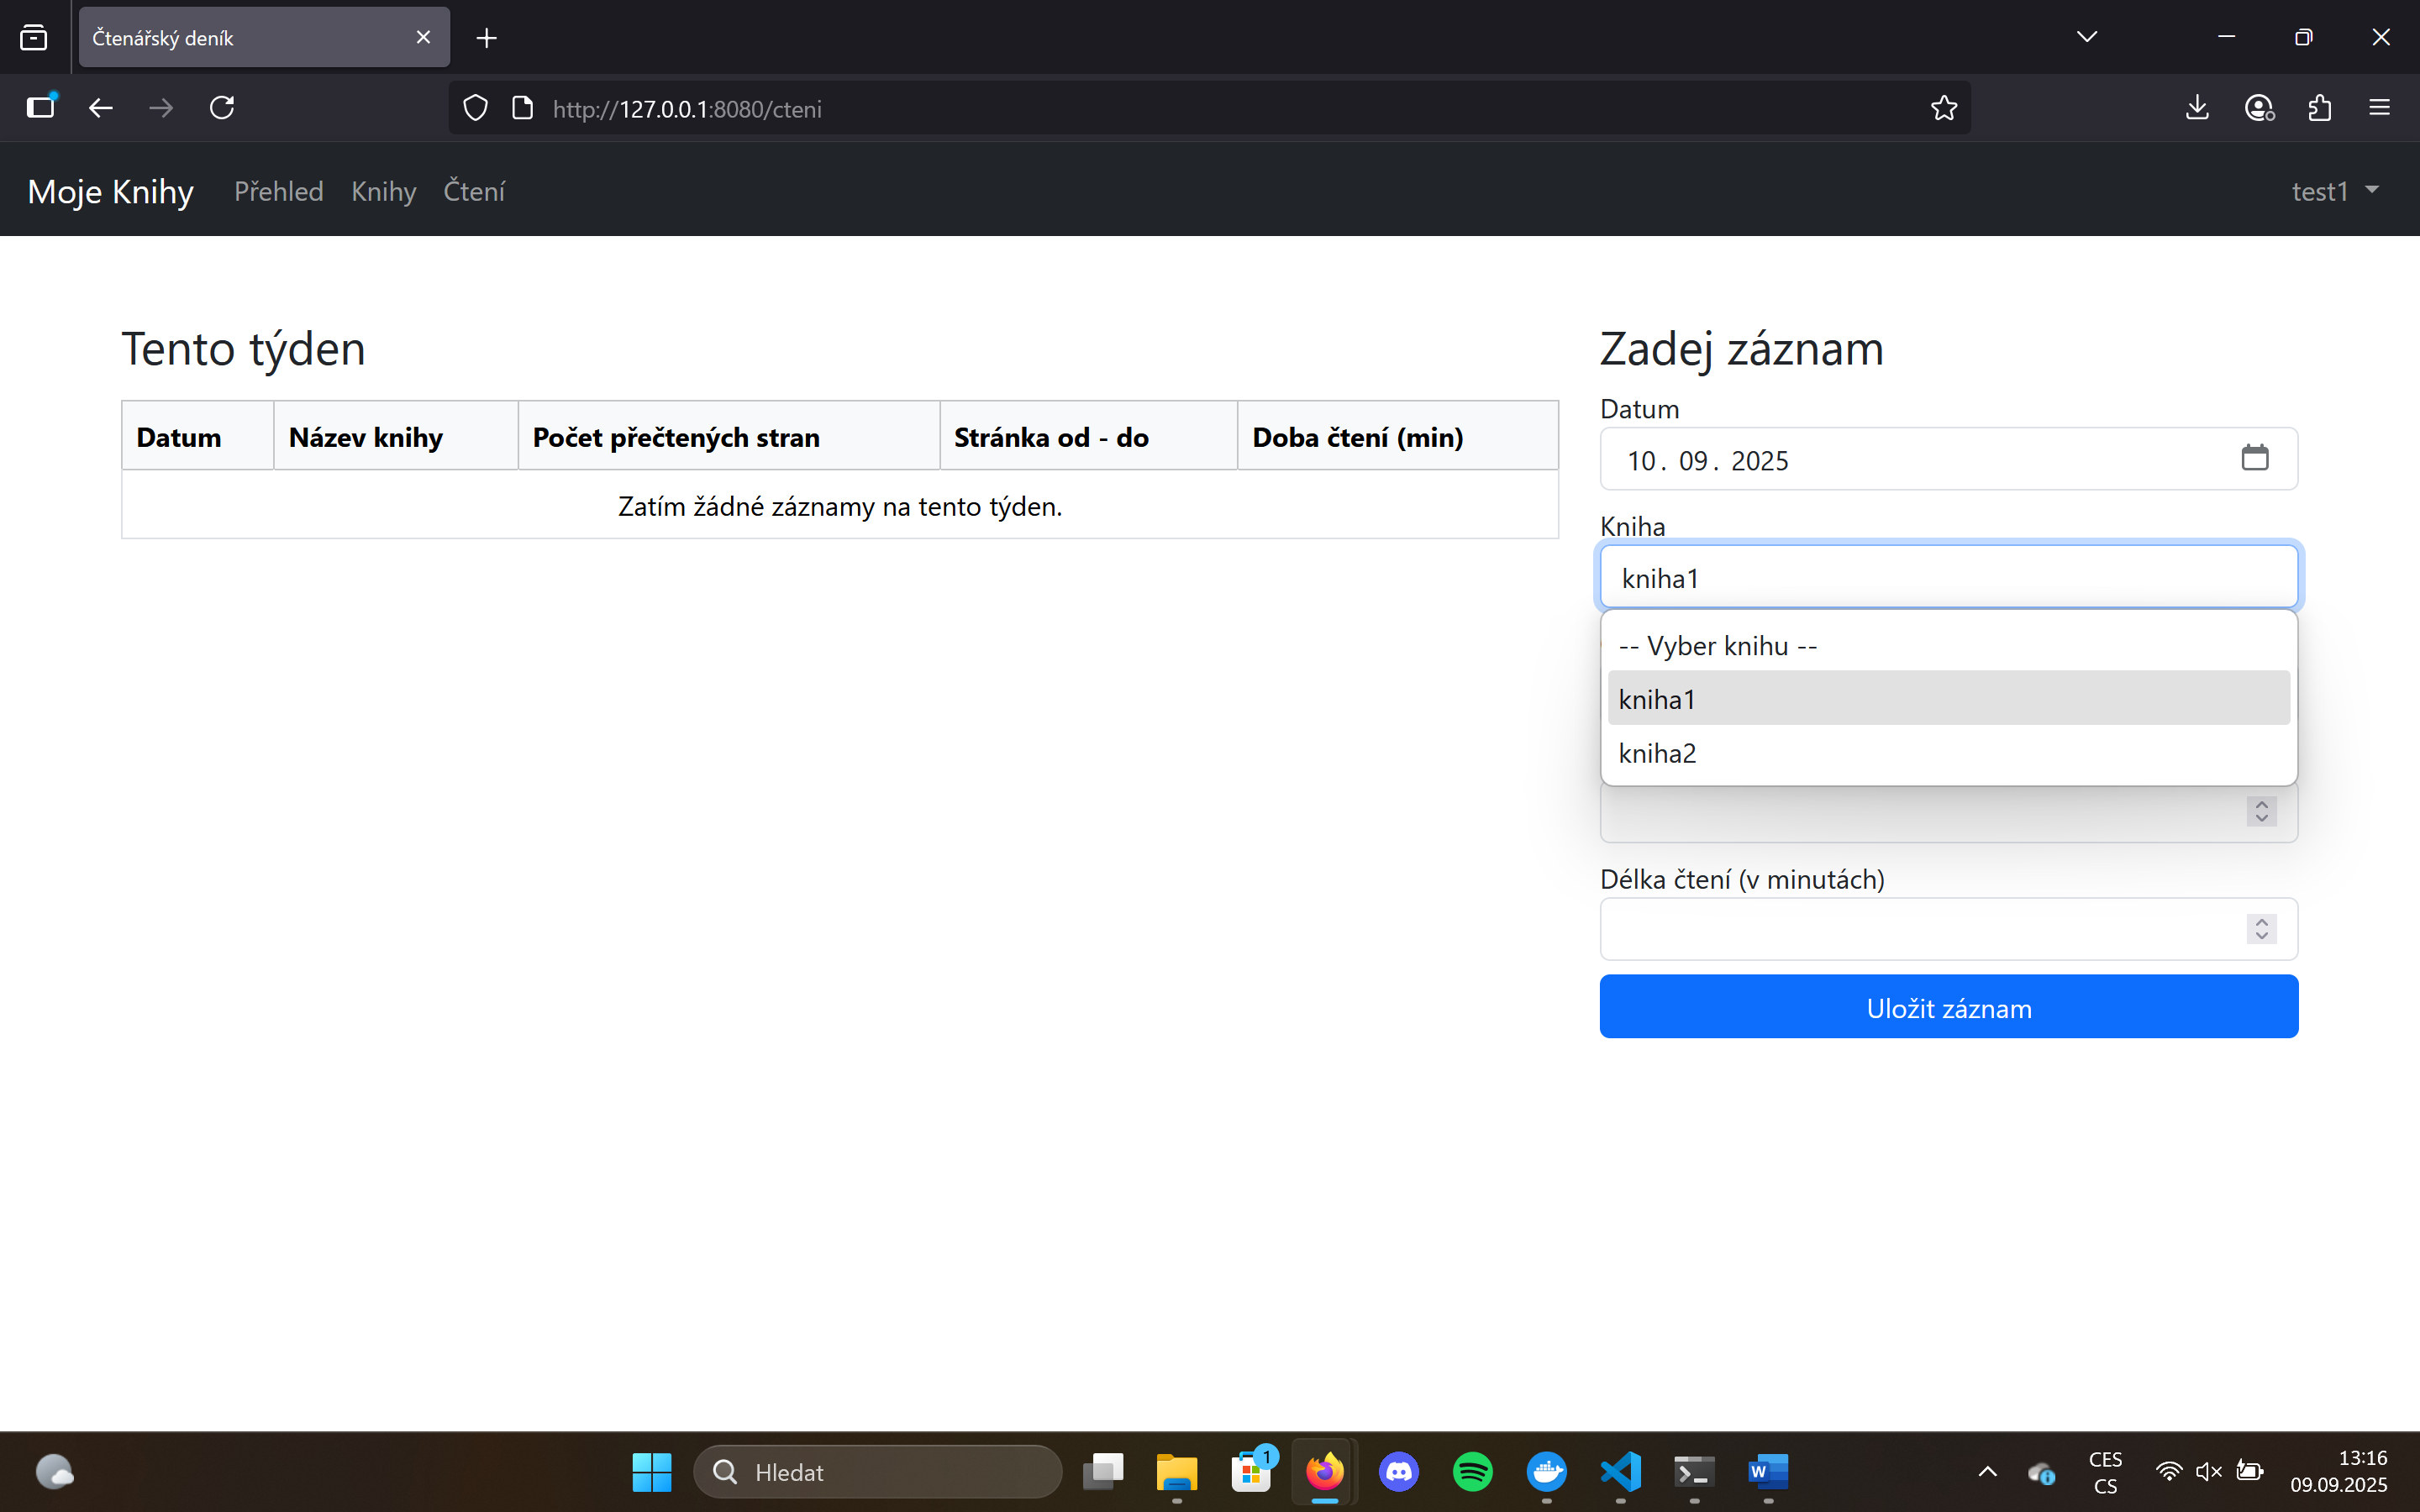 Čtenářský deník
http://127.0.0.1:8080/cteni
Moje Knihy Přehled Knihy Čtení test1
Tento týden
Datum Název knihy Počet přečtených stran Stránka od - do Doba čtení (min)
Zatím žádné záznamy na tento týden.
Zadej záznam
Datum
10. 09. 2025
Kniha
kniha1
-- Vyber knihu --
kniha1
kniha2
Délka čtení (v minutách)
Uložit záznam
Hledat
1
W
CES
CS
13:16
09.09.2025